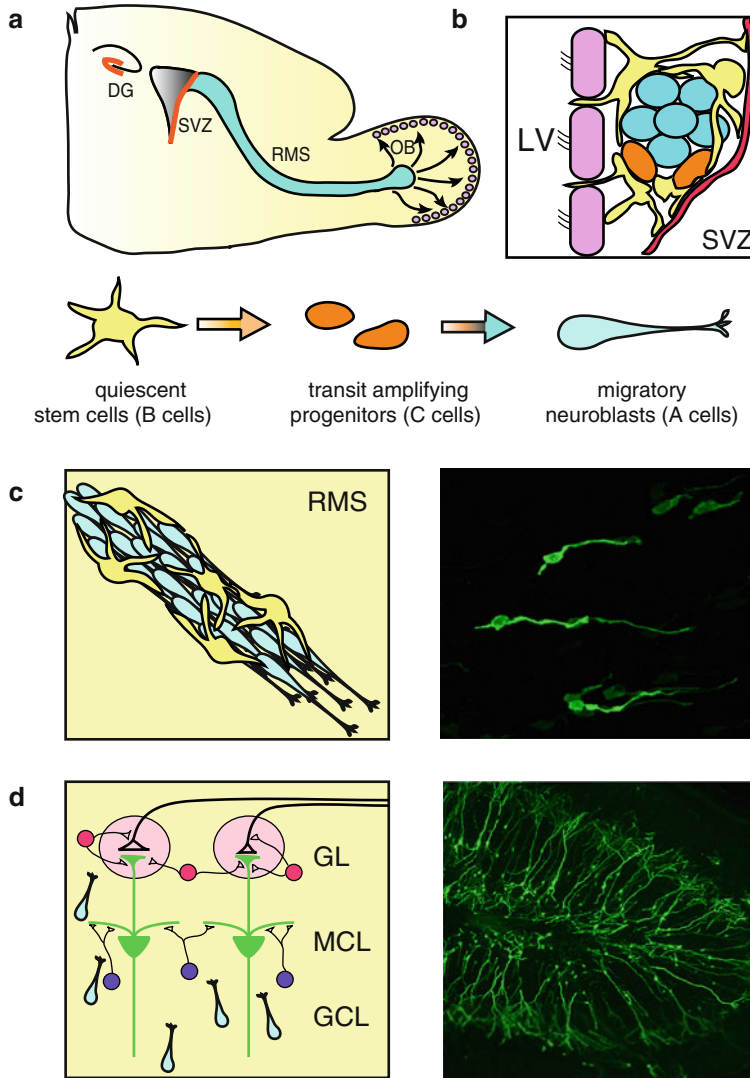 a
DG
SVZ
RMS
OB
b
LV
SVZ
quiescent
stem cells (B cells)
transit amplifying
progenitors (C cells)
migratory
neuroblasts (A cells)
c
RMS
d
GL
MCL
GCL